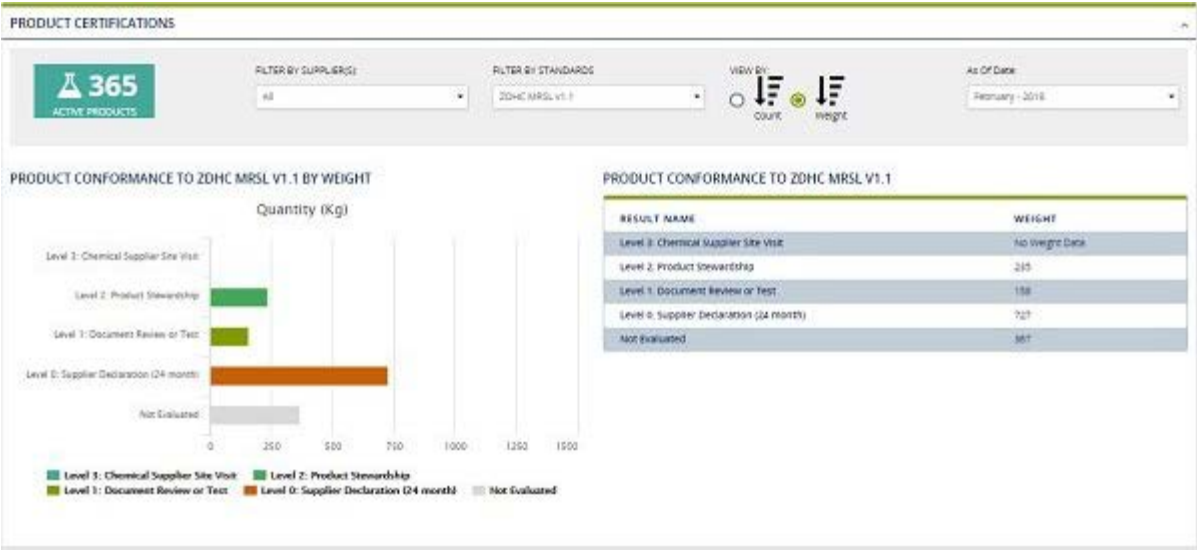 PRODUCT CERTIFICATIONS
365
ACTIVE PRODUCTS
FILTER BY SUPPLIER(S):
All
FILTER BY STANDARDS
ZDHC MRSL v1.1
VIEW BY:
Count
Weight
As Of Date:
February - 2018
PRODUCT CONFORMANCE TO ZDHC MRSL V1.1 BY WEIGHT
Quantity (Kg)
Level 3: Chemical Supplier Site Visit
Level 2: Product Stewardship
Level 1: Document Review or Test
Level 0: Supplier Declaration (24 month)
Not Evaluated
0 250 500 750 1000 1250 1500
Level 3: Chemical Supplier Site Visit Level 2: Product Stewardship
Level 1: Document Review or Test Level 0: Supplier Declaration (24 month) Not Evaluated
PRODUCT CONFORMANCE TO ZDHC MRSL V1.1
RESULT NAME WEIGHT
Level 3: Chemical Supplier Site Visit No Weight Data
Level 2: Product Stewardship 235
Level 1: Document Review or Test 158
Level 0: Supplier Declaration (24 month) 727
Not Evaluated 367